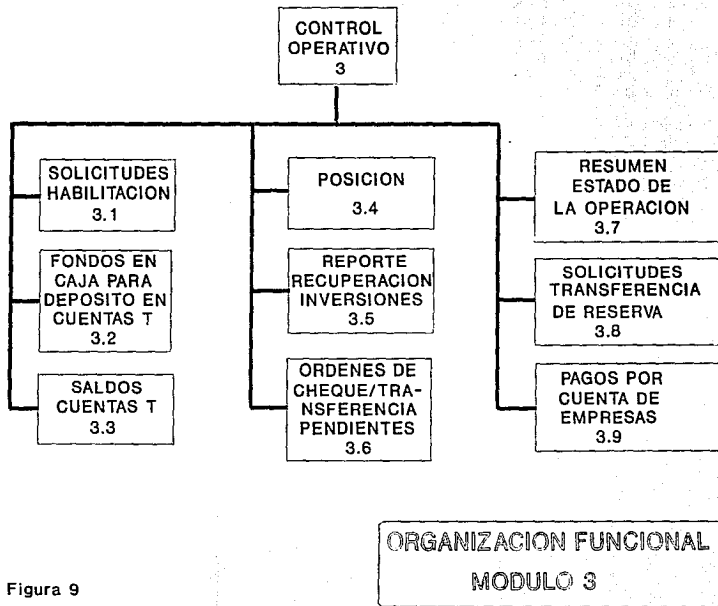 CONTROL
OPERATIVO
3
SOLICITUDES
HABILITACION
3.1
FONDOS EN
CAJA PARA
DEPOSITO EN
CUENTAS T
3.2
SALDOS
CUENTAS T
3.3
POSICION
3.4
REPORTE
RECUPERACION
INVERSIONES
3.5
ORDENES DE
CHEQUE/TRA-
NSFERENCIA
PENDIENTES
3.6
RESUMEN
ESTADO DE
LA OPERACION
3.7
SOLICITUDES
TRANSFERENCIA
DE RESERVA
3.8
PAGOS POR
CUENTA DE
EMPRESAS
3.9
ORGANIZACION FUNCIONAL
MODULO 3
Figura 9